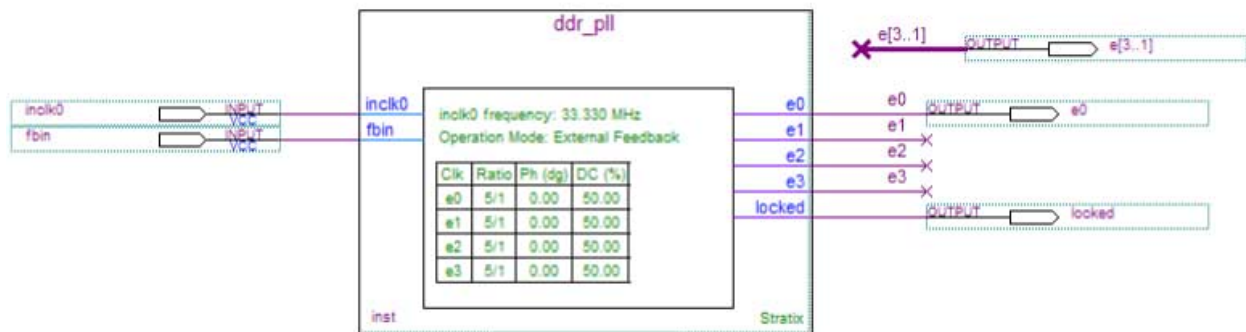 ddr_pll
e[3..1]
OUTPUT
e[3..1]
inclk0
INPUT
VCC
inclk0
inclk0 frequency: 33.330 MHz
e0
e0
OUTPUT
e0
fbin
INPUT
VCC
fbin
Operation Mode: External Feedback
e1
e1
e2
e2
e3
e3
Clk Ratio Ph (dg) DC (%)
e0 5/1 0.00 50.00
e1 5/1 0.00 50.00
e2 5/1 0.00 50.00
e3 5/1 0.00 50.00
locked
OUTPUT
locked
inst
Stratix